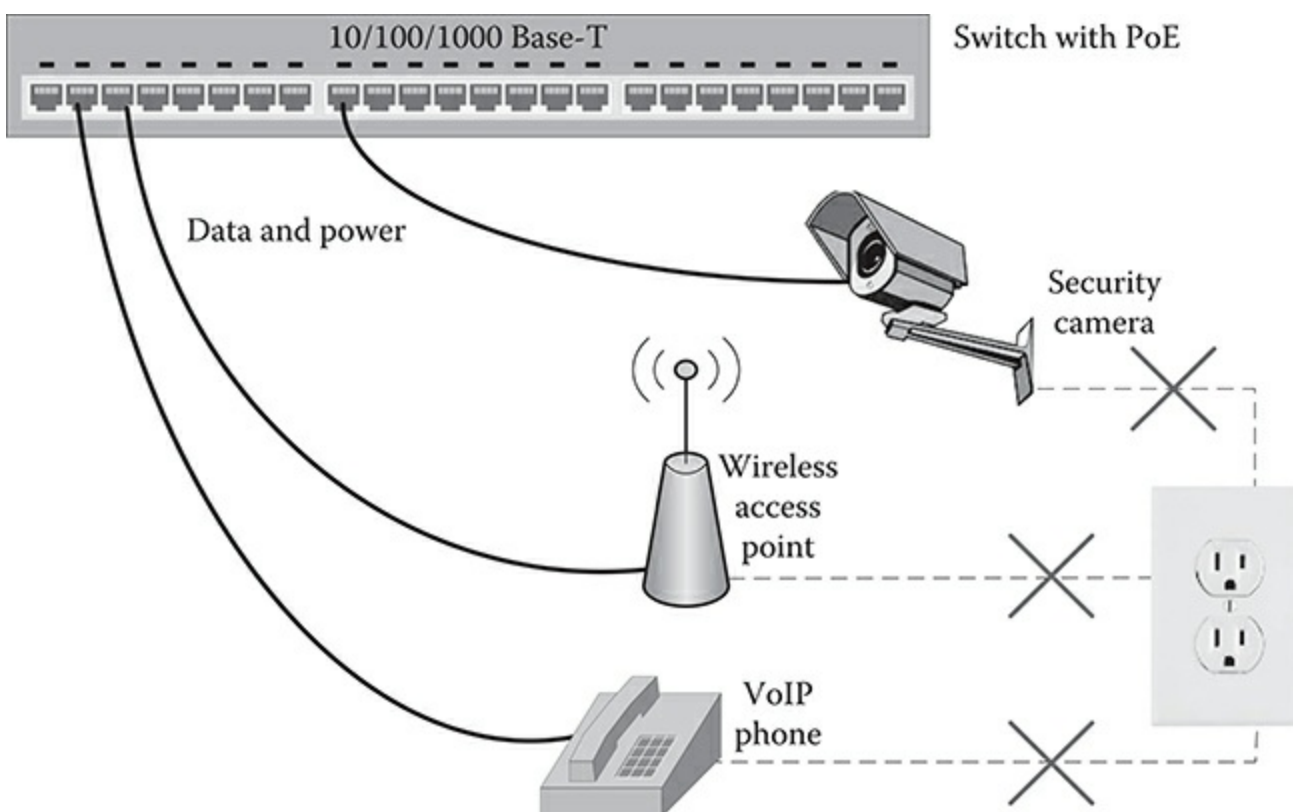 10/100/1000 Base-T
Switch with PoE
Data and power
Security
camera
Wireless
access
point
VoIP
phone